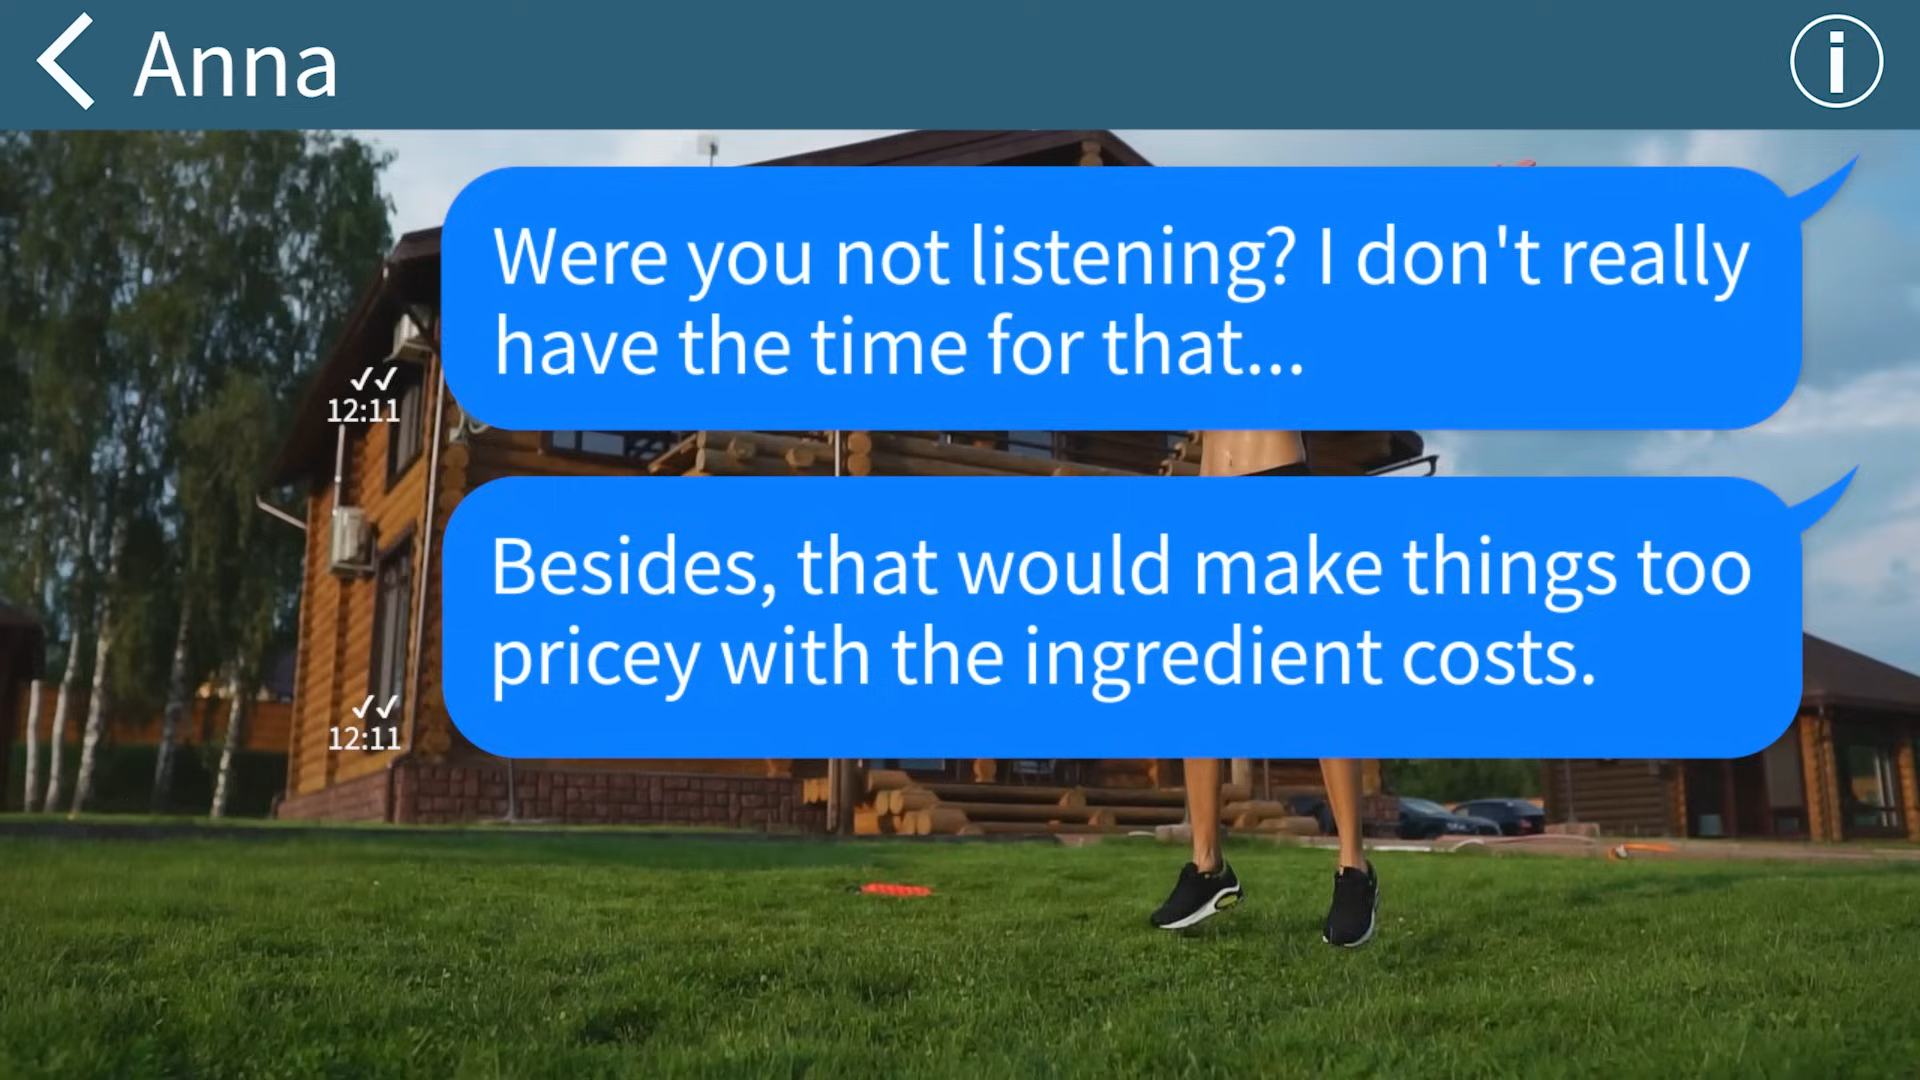 Anna
Were you not listening? I don't really
have the time for that...
✓✓
12:11
Besides, that would make things too
pricey with the ingredient costs.
✓✓
12:11